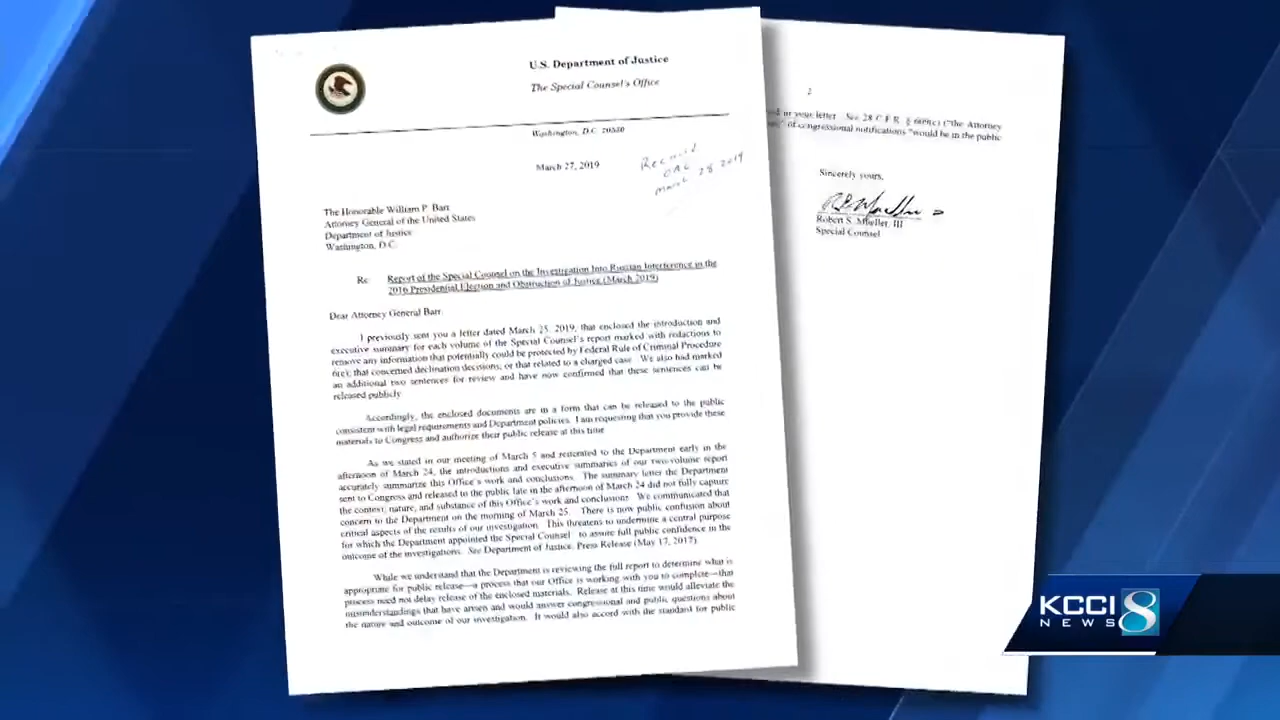 U.S. Department of Justice
The Special Counsel's Office
Washington, D.C. 20530
March 27, 2019
Received
OAG
March 28 2019
The Honorable William P. Barr
Attorney General of the United States
Department of Justice
Washington, D.C.
Re: Report of the Special Counsel on the Investigation Into Russian Interference in the
2016 Presidential Election and Obstruction of Justice (March 2019)
Dear Attorney General Barr:
I previously sent you a letter dated March 25, 2019, that enclosed the introduction and
executive summary for each volume of the Special Counsel's report marked with redactions to
remove any information that potentially could be protected by Federal Rule of Criminal Procedure
6(e); that concerned declination decisions; or that related to a charged case. We also had marked
an additional two sentences for review and have now confirmed that these sentences can be
released publicly.
Accordingly, the enclosed documents are in a form that can be released to the public
consistent with legal requirements and Department policies. I am requesting that you provide these
materials to Congress and authorize their public release at this time.
As we stated in our meeting of March 5 and reiterated to the Department early in the
afternoon of March 24, the introductions and executive summaries of our two-volume report
accurately summarize this Office's work and conclusions. The summary letter the Department
sent to Congress and released to the public late in the afternoon of March 24 did not fully capture
the context, nature, and substance of this Office's work and conclusions. We communicated that
concern to the Department on the morning of March 25. There is now public confusion about
critical aspects of the results of our investigation. This threatens to undermine a central purpose
for which the Department appointed the Special Counsel: to assure full public confidence in the
outcome of the investigations. See Department of Justice, Press Release (May 17, 2017).
While we understand that the Department is reviewing the full report to determine what is
appropriate for public release—a process that our Office is working with you to complete—that
process need not delay release of the enclosed materials. Release at this time would alleviate the
misunderstandings that have arisen and would answer congressional and public questions about
the nature and outcome of our investigation. It would also accord with the standard for public
2
in your letter. See 28 C.F.R. § 600.9(c) ("the Attorney
of congressional notifications "would be in the public
Sincerely yours,
Robert S. Mueller, III
Special Counsel
KCCI 8
NEWS